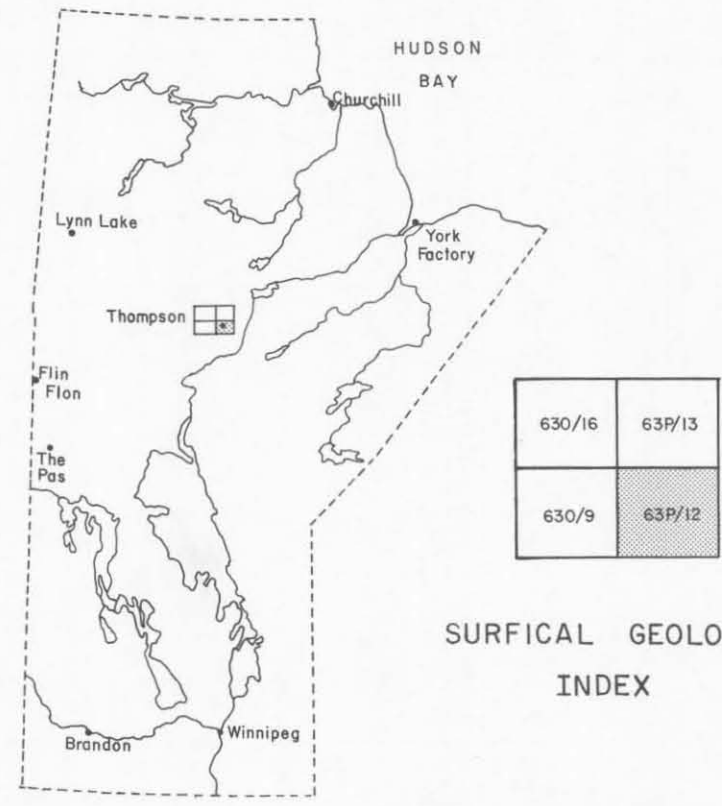 HUDSON
BAY
Churchill
Lynn Lake
York
Factory
Thompson
Flin
Flon
The
Pas
630/16
63P/13
630/9
63P/12
SURFICAL GEOLO
INDEX
Brandon
Winnipeg